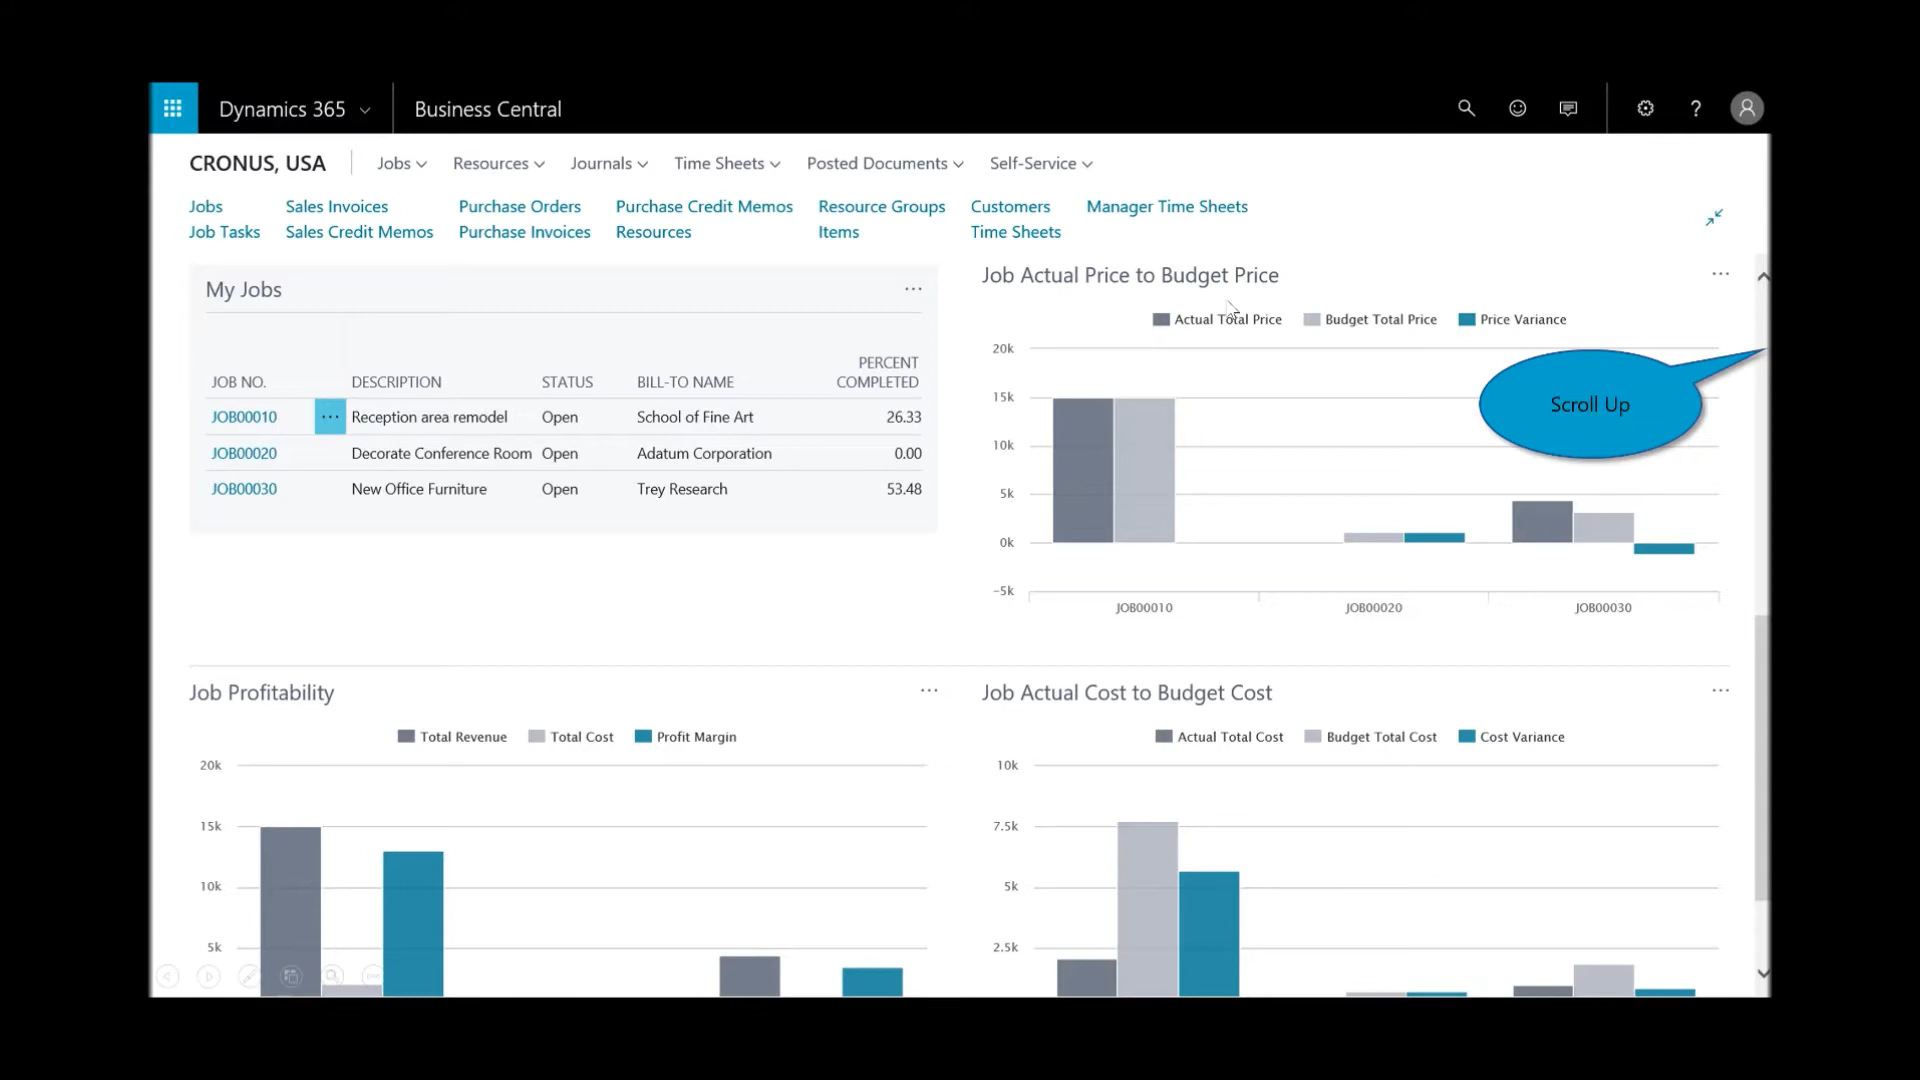 Dynamics 365
Business Central
?
CRONUS, USA
Jobs
Resources
Journals
Time Sheets
Posted Documents
Self-Service
Jobs
Sales Invoices
Purchase Orders
Purchase Credit Memos
Resource Groups
Customers
Manager Time Sheets
Job Tasks
Sales Credit Memos
Purchase Invoices
Resources
Items
Time Sheets
My Jobs
...
JOB NO.
DESCRIPTION
STATUS
BILL-TO NAME
PERCENT
COMPLETED
JOB00010
...
Reception area remodel
Open
School of Fine Art
26.33
JOB00020
Decorate Conference Room
Open
Adatum Corporation
0.00
JOB00030
New Office Furniture
Open
Trey Research
53.48
Job Actual Price to Budget Price
...
Actual Total Price
Budget Total Price
Price Variance
20k
15k
10k
5k
0k
-5k
JOB00010
JOB00020
JOB00030
Scroll Up
Job Profitability
...
Total Revenue
Total Cost
Profit Margin
20k
15k
10k
5k
Job Actual Cost to Budget Cost
...
Actual Total Cost
Budget Total Cost
Cost Variance
10k
7.5k
5k
2.5k